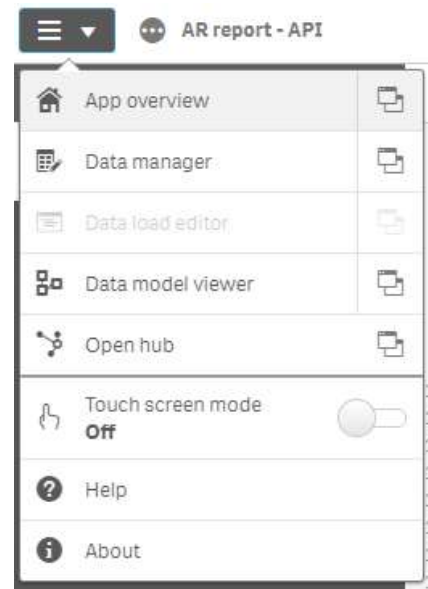 AR report - API
App overview
Data manager
Data load editor
Data model viewer
Open hub
Touch screen mode
Off
Help
About